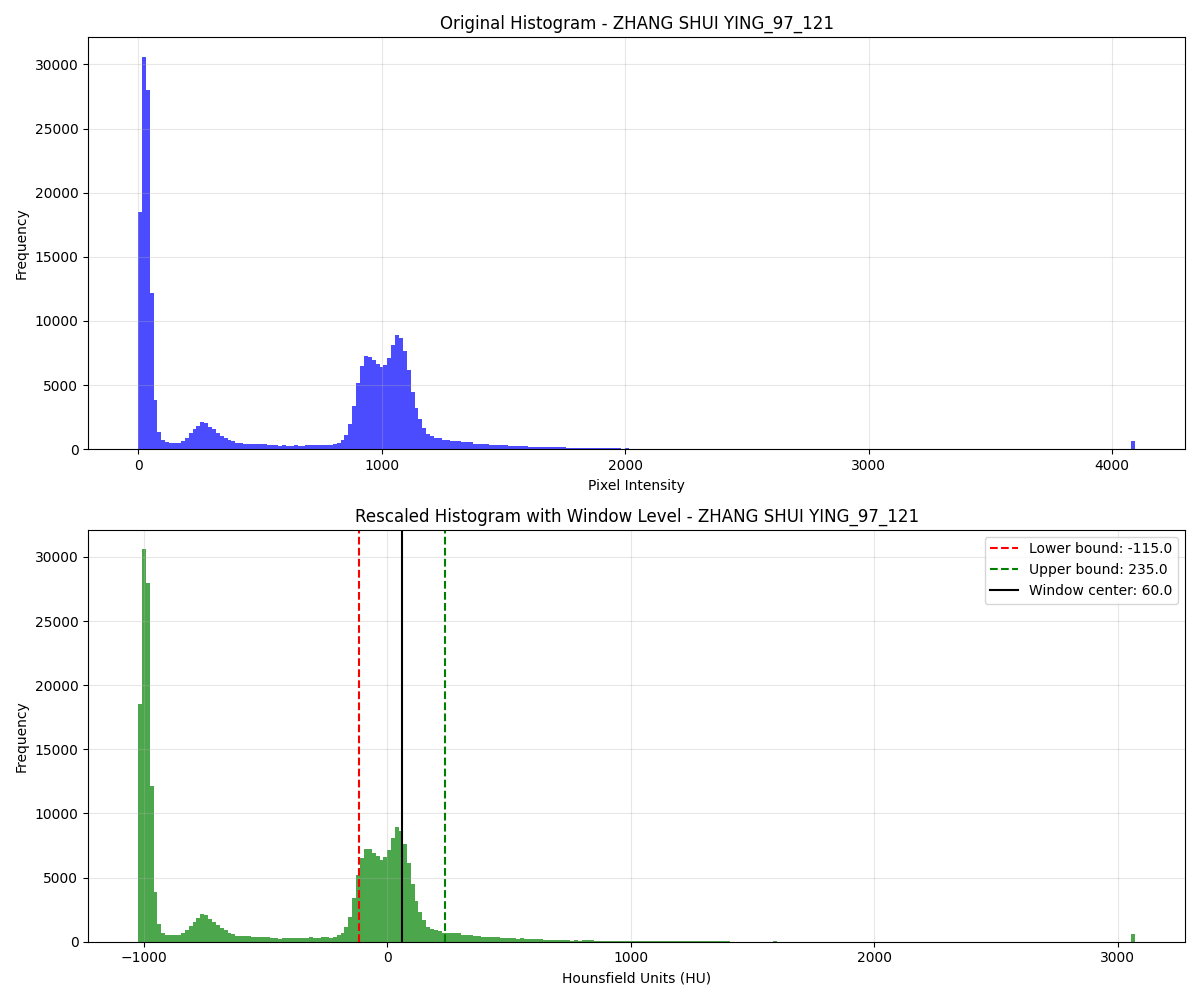 Original Histogram - ZHANG SHUI YING_97_121
30000
25000
20000
15000
10000
5000
0
Frequency
0 1000 2000 3000 4000
Pixel Intensity
Rescaled Histogram with Window Level - ZHANG SHUI YING_97_121
Lower bound: -115.0
Upper bound: 235.0
Window center: 60.0
30000
25000
20000
15000
10000
5000
0
Frequency
−1000 0 1000 2000 3000
Hounsfield Units (HU)